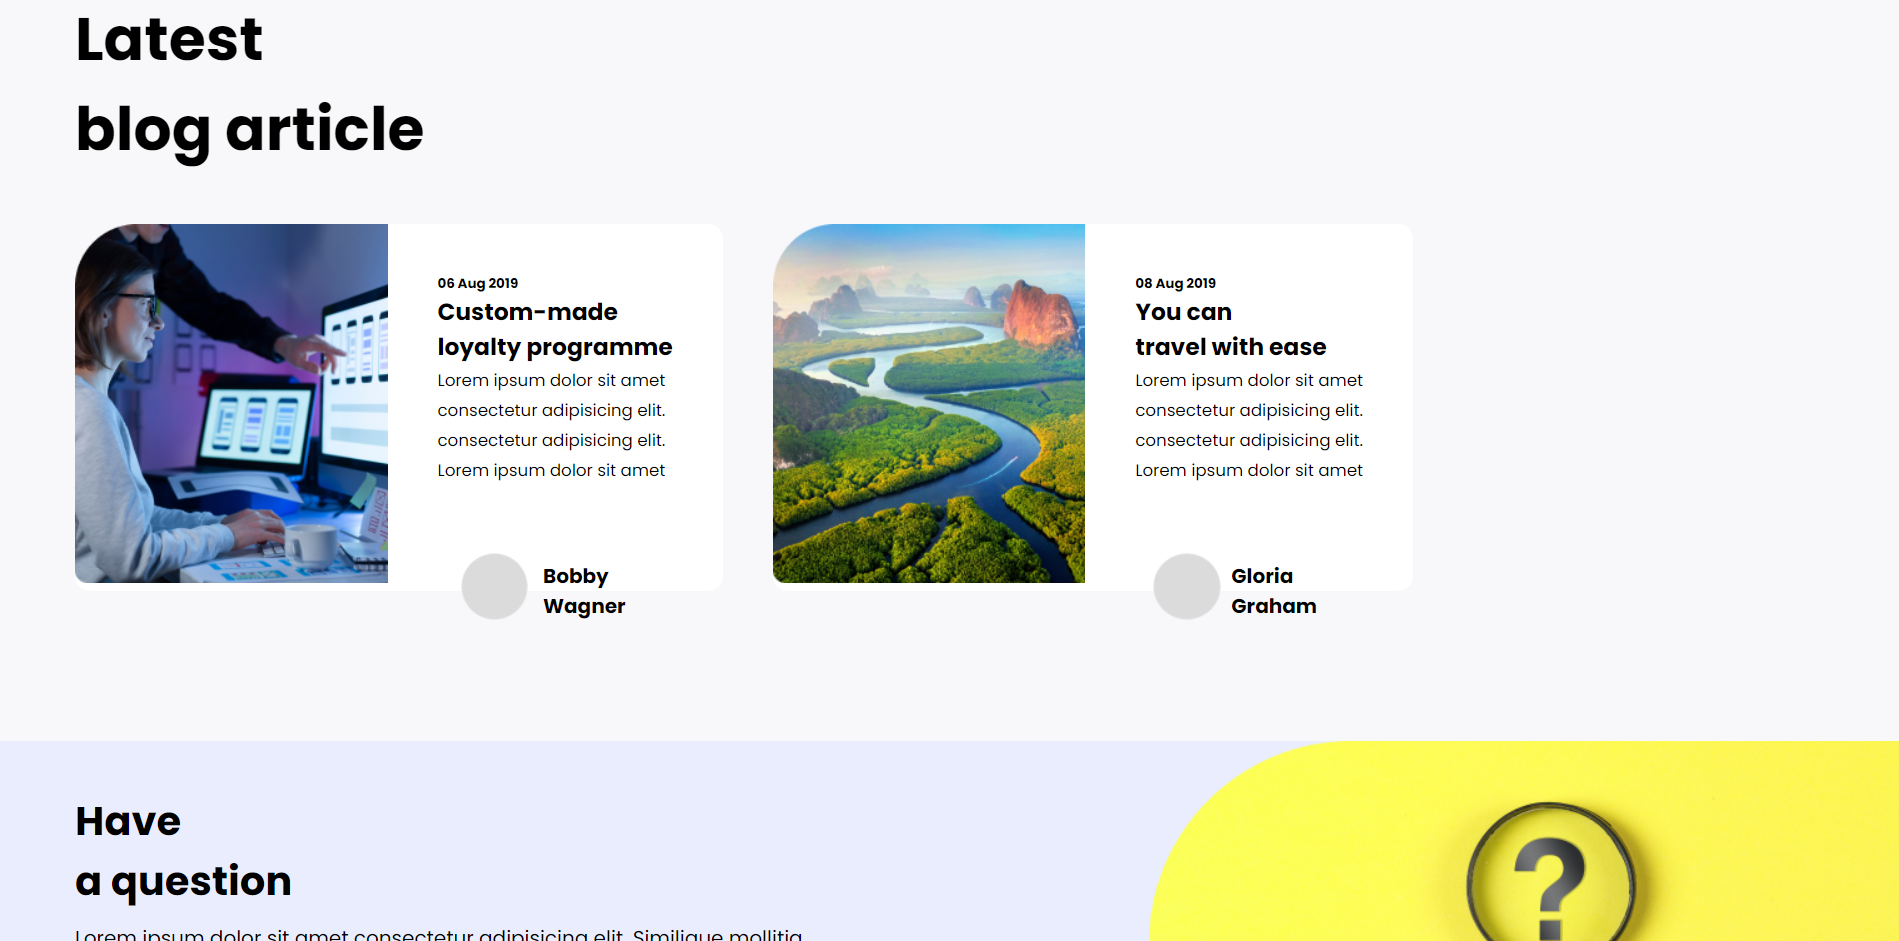 Latest
blog article
06 Aug 2019
Custom-made
loyalty programme
Lorem ipsum dolor sit amet
consectetur adipisicing elit.
consectetur adipisicing elit.
Lorem ipsum dolor sit amet
Bobby
Wagner
08 Aug 2019
You can
travel with ease
Lorem ipsum dolor sit amet
consectetur adipisicing elit.
consectetur adipisicing elit.
Lorem ipsum dolor sit amet
Gloria
Graham
Have
a question
Lorem ipsum dolor sit amet consectetur adipisicing elit. Similique mollitia
?